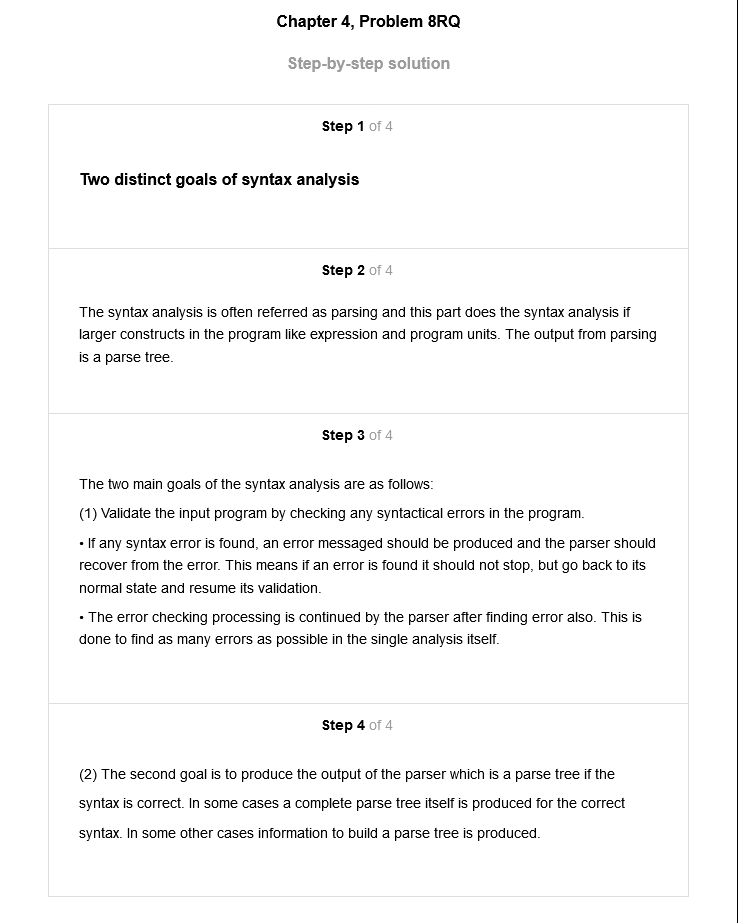 Chapter 4, Problem 8RQ
Step-by-step solution
Step 1 of 4
Two distinct goals of syntax analysis
Step 2 of 4
The syntax analysis is often referred as parsing and this part does the syntax analysis if
larger constructs in the program like expression and program units. The output from parsing
is a parse tree.
Step 3 of 4
The two main goals of the syntax analysis are as follows:
(1) Validate the input program by checking any syntactical errors in the program.
• If any syntax error is found, an error messaged should be produced and the parser should
recover from the error. This means if an error is found it should not stop, but go back to its
normal state and resume its validation.
• The error checking processing is continued by the parser after finding error also. This is
done to find as many errors as possible in the single analysis itself.
Step 4 of 4
(2) The second goal is to produce the output of the parser which is a parse tree if the
syntax is correct. In some cases a complete parse tree itself is produced for the correct
syntax. In some other cases information to build a parse tree is produced.